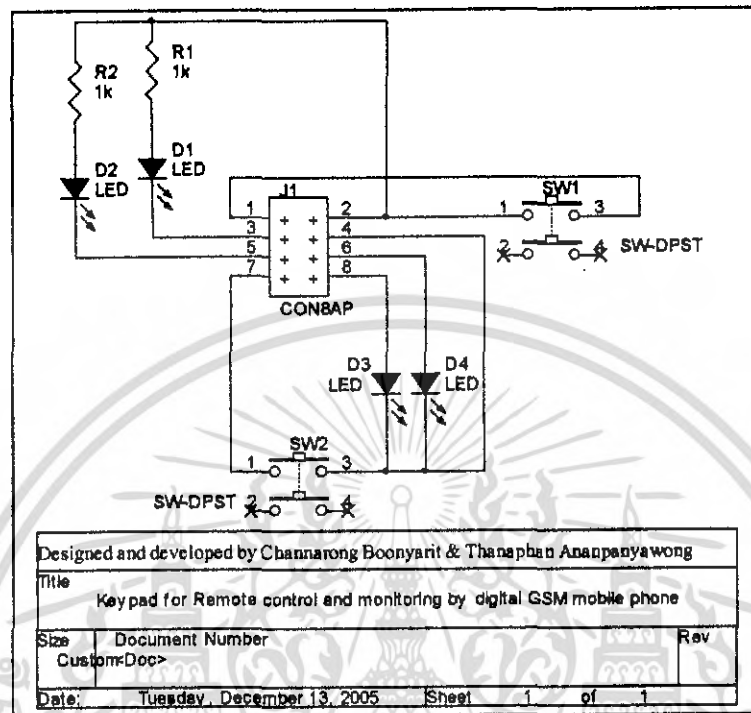 R2
1k
R1
1k
D2
LED
D1
LED
J1
1
2
3
4
5
6
7
8
CON8AP
SW1
1
3
2
4
SW-DPST
D3
LED
D4
LED
SW2
1
3
SW-DPST
2
4
Designed and developed by Channarong Boonyarit & Thanaphan Ananpanyawong
Title
Keypad for Remote control and monitoring by digital GSM mobile phone
Size
Document Number
Rev
Custom<Doc>
Date: Tuesday, December 13, 2005 Sheet 1 of 1